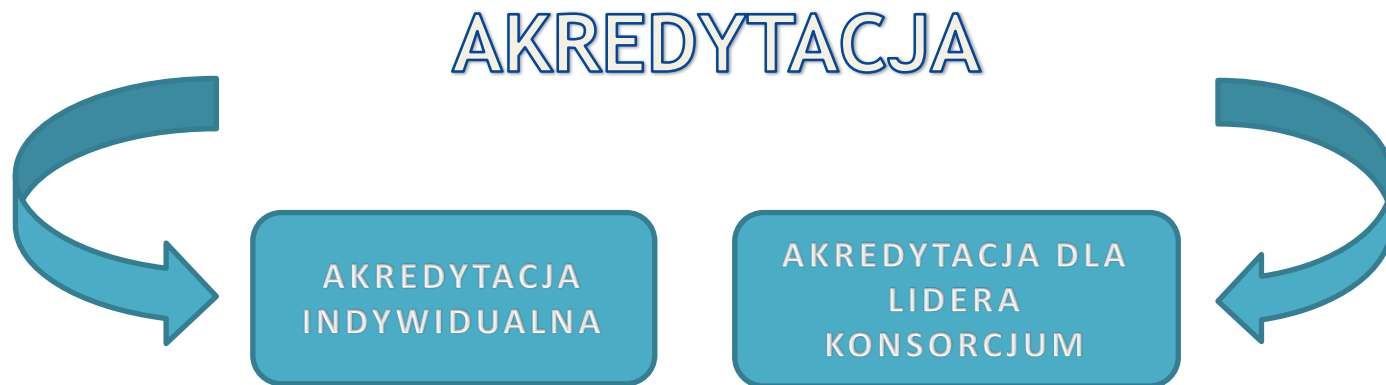 AKREDYTACJA
AKREDYTACJA
INDYWIDUALNA
AKREDYTACJA DLA
LIDERA
KONSORCJUM